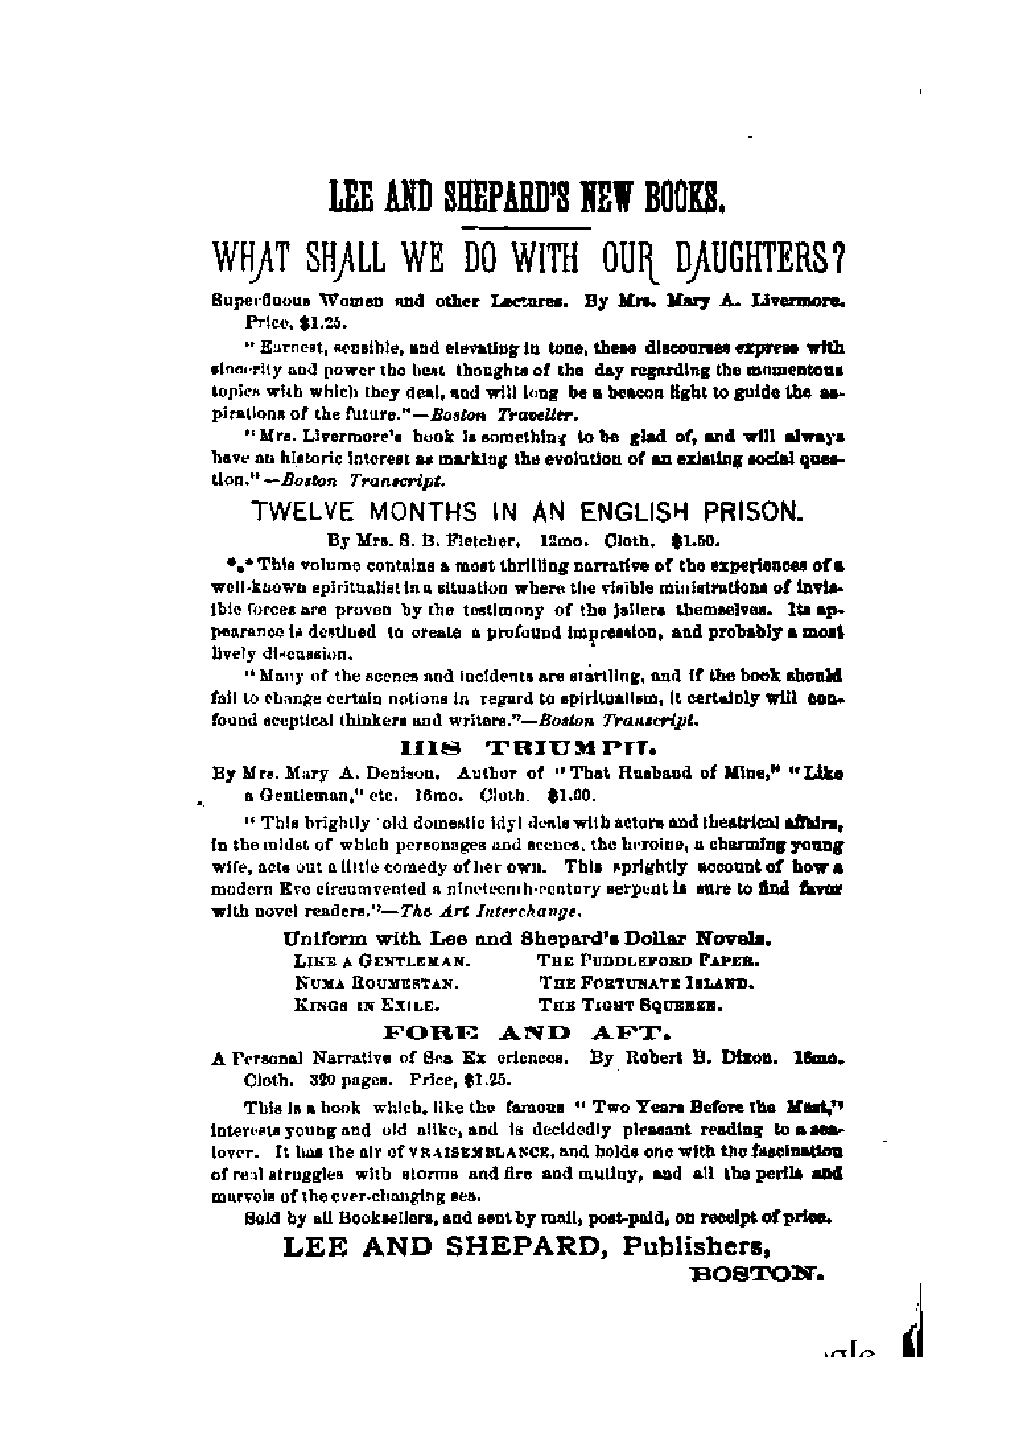 LEE AND SHEPARD'S NEW BOOKS.
WHAT SHALL WE DO WITH OUR DAUGHTERS?
Superfluous Women and other Lectures. By Mrs. Mary A. Livermore.
Price, $1.25.
"Earnest, sensible, and elevating in tone, these discourses express with
sincerity and power the best thoughts of the day regarding the momentous
topics with which they deal, and will long be a beacon light to guide the as-
pirations of the future."—Boston Traveller.
"Mrs. Livermore's book is something to be glad of, and will always
have an historic interest as marking the evolution of an existing social ques-
tion."—Boston Transcript.
TWELVE MONTHS IN AN ENGLISH PRISON.
By Mrs. S. B. Fletcher. 12mo. Cloth. $1.50.
*.* This volume contains a most thrilling narrative of the experiences of a
well-known spiritualist in a situation where the visible ministrations of invis-
ible forces are proven by the testimony of the jailers themselves. Its ap-
pearance is destined to create a profound impression, and probably a most
lively discussion.
"Many of the scenes and incidents are startling, and if the book should
fail to change certain notions in regard to spiritualism, it certainly will con-
found sceptical thinkers and writers."—Boston Transcript.
HIS TRIUMPH.
By Mrs. Mary A. Denison. Author of "That Husband of Mine," "Like
a Gentleman," etc. 16mo. Cloth. $1.00.
"This brightly told domestic idyl deals with actors and theatrical affairs,
in the midst of which personages and scenes, the heroine, a charming young
wife, acts out a little comedy of her own. This sprightly account of how a
modern Eve circumvented a nineteenth-century serpent is sure to find favor
with novel readers."—The Art Interchange.
Uniform with Lee and Shepard's Dollar Novels.
LIKE A GENTLEMAN. THE PUDDLEFORD PAPER.
NUMA ROUMESTAN. THE FORTUNATE ISLAND.
KINGS IN EXILE. THE TIGHT SQUEEZE.
FORE AND AFT.
A Personal Narrative of Sea Ex eriences. By Robert B. Dixon. 16mo.
Cloth. 320 pages. Price, $1.25.
This is a book which, like the famous "Two Years Before the Mast,"
interests young and old alike, and is decidedly pleasant reading to a sea-
lover. It has the air of VRAISEMBLANCE, and holds one with the fascination
of real struggles with storms and fire and mutiny, and all the perils and
marvels of the ever-changing sea.
Sold by all Booksellers, and sent by mail, post-paid, on receipt of price.
LEE AND SHEPARD, Publishers,
BOSTON.